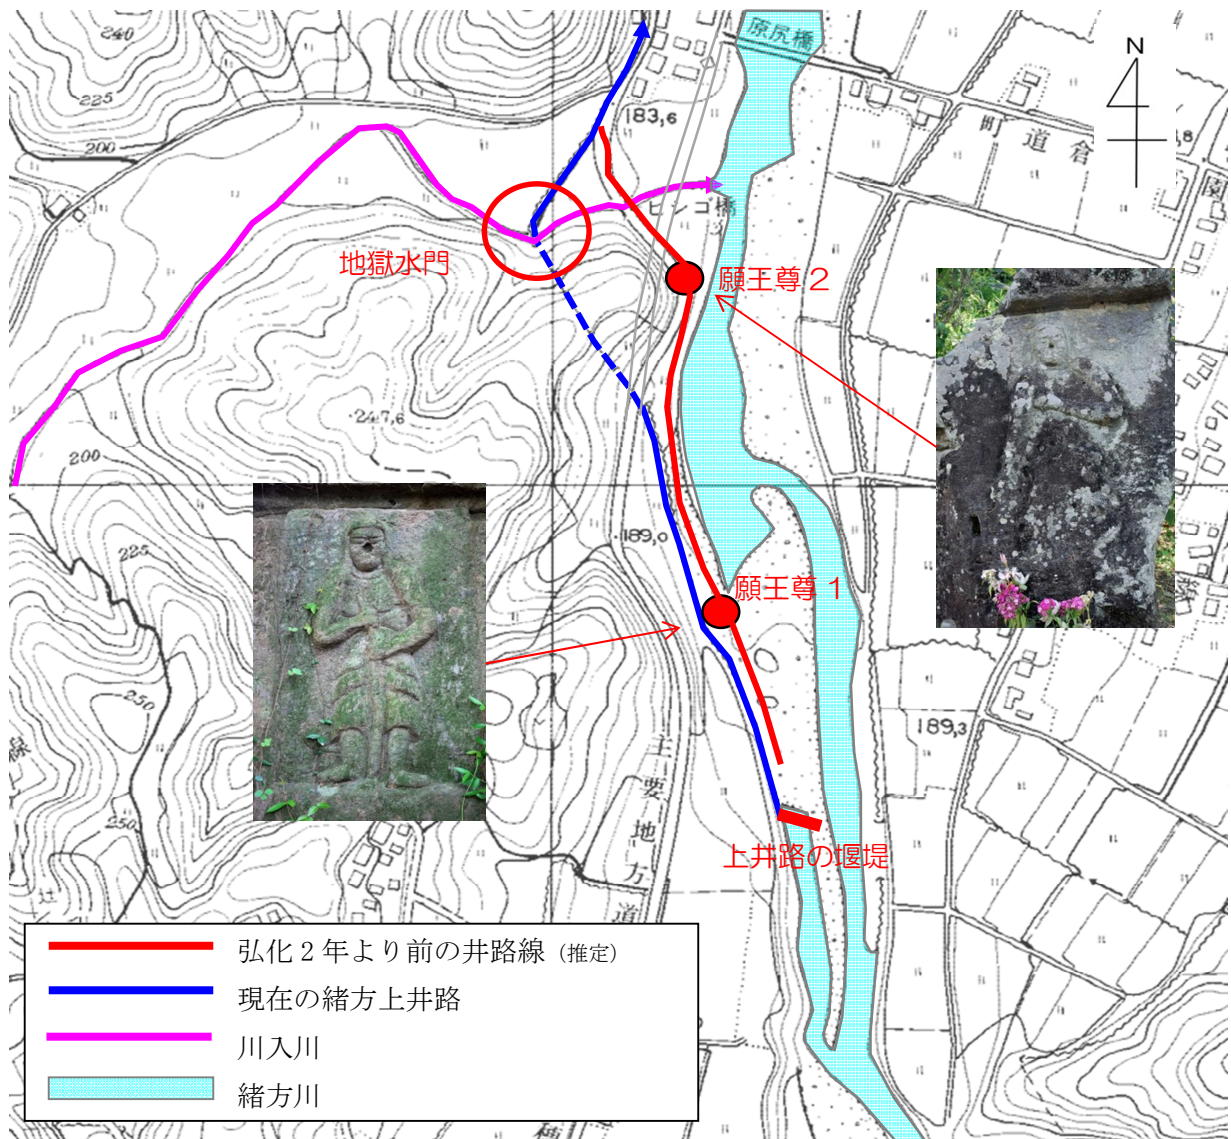 240
225
200
原尻橋
N
183,6
町道倉
ピンゴ橋
地獄水門
願王尊2
247,6
200
225
189,0
願王尊1
250
189,3
主要地方道
250
上井路の堰堤
線
弘化2年より前の井路線(推定)
現在の緒方上井路
川入川
緒方川